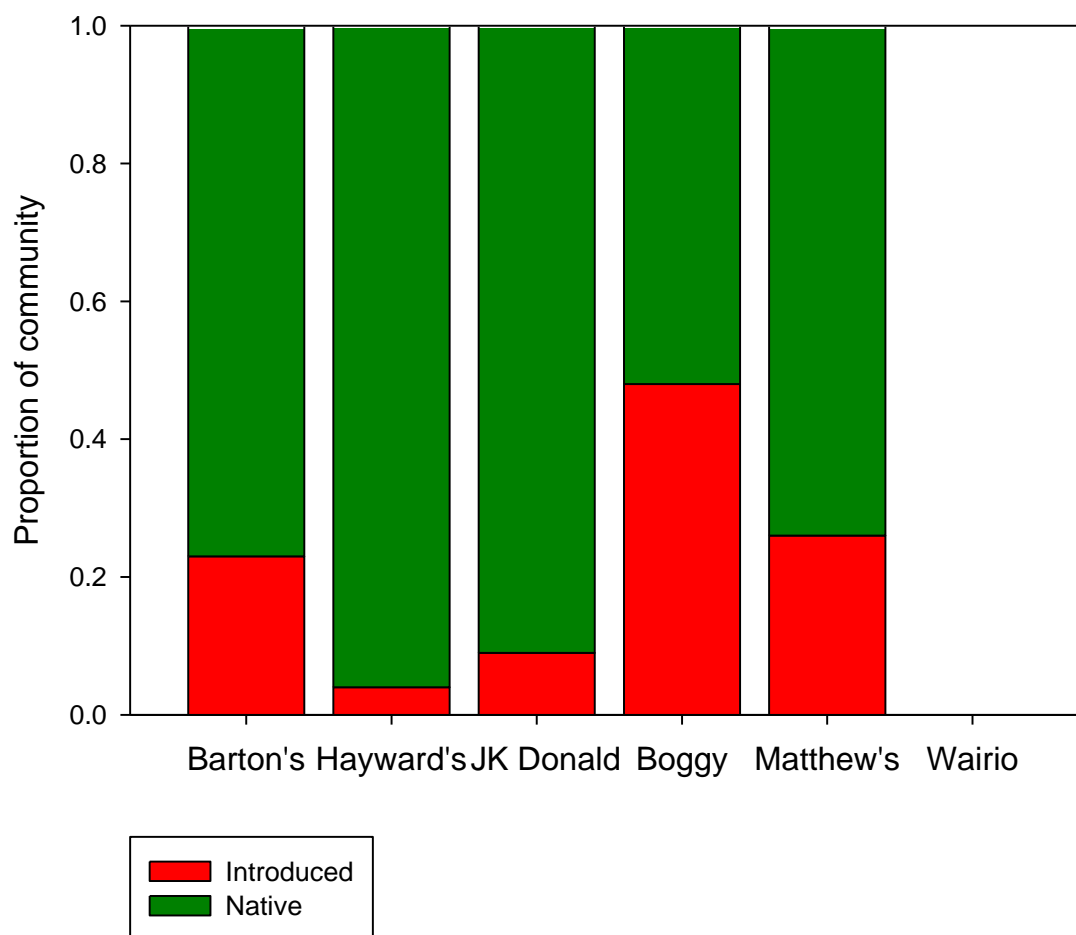 1.0
0.8
0.6
0.4
0.2
0.0
Proportion of community
Barton's Hayward's JK Donald Boggy Matthew's Wairio
Introduced
Native